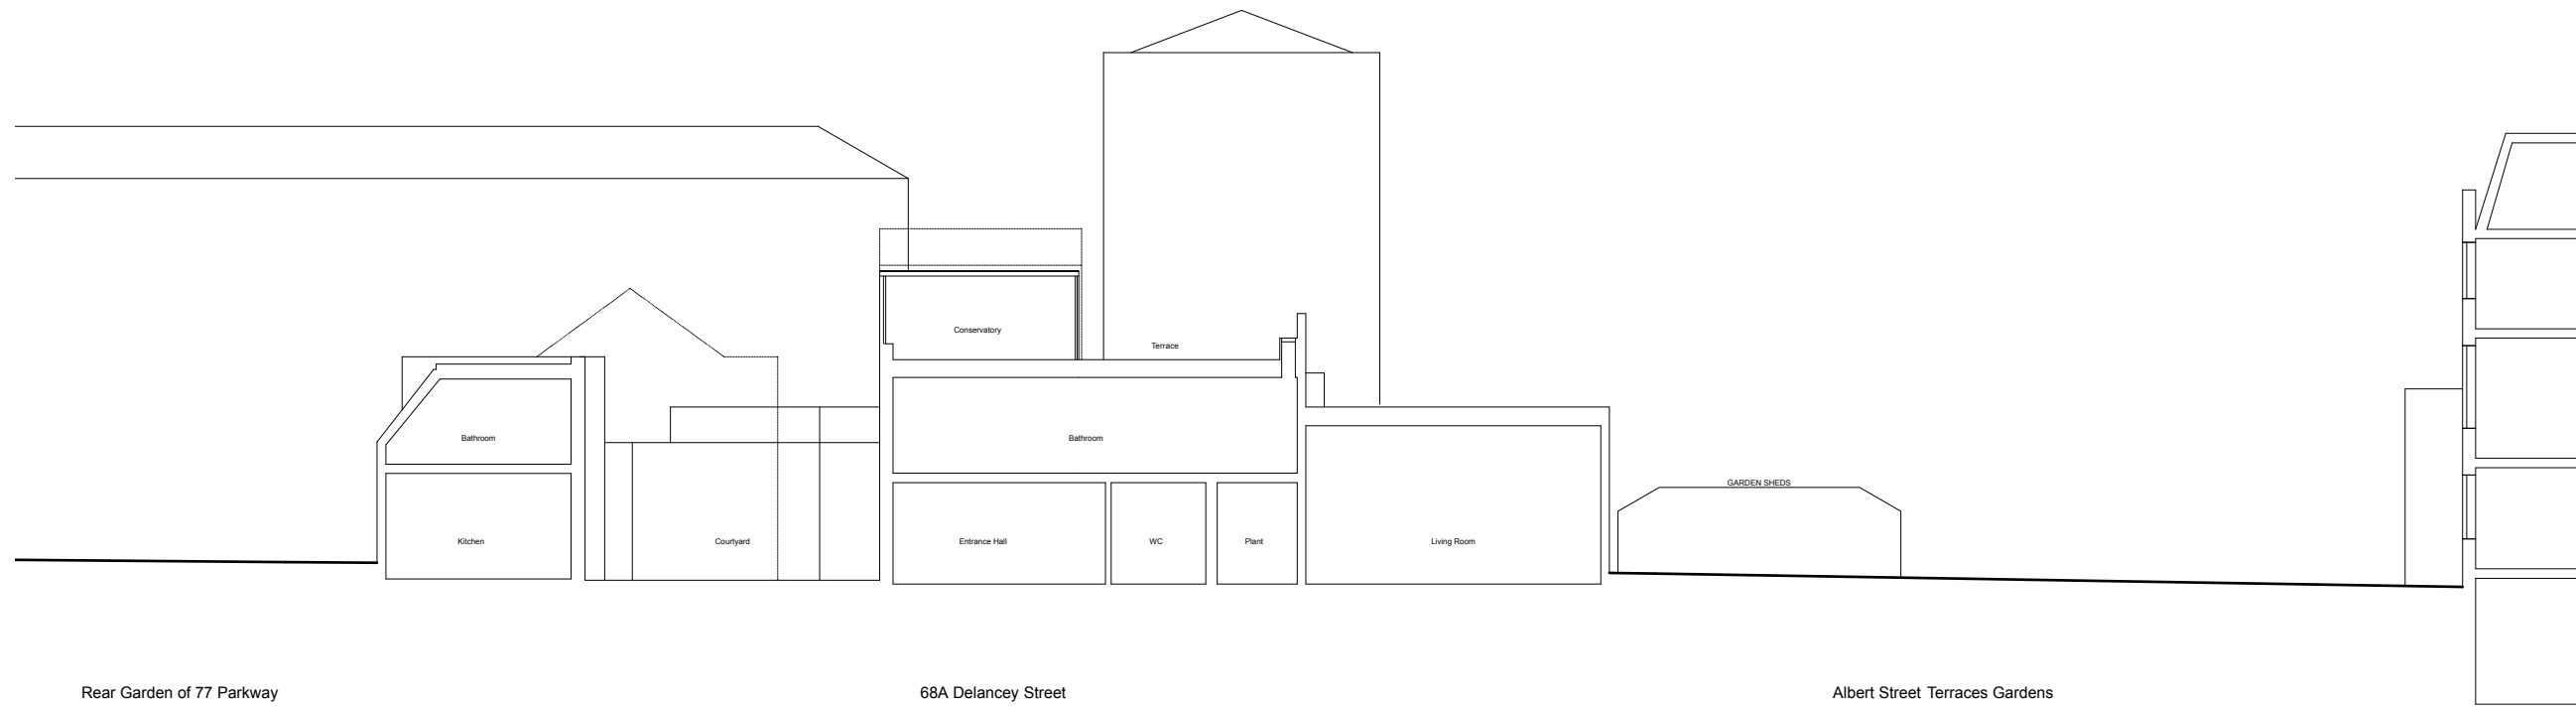 Conservatory
Terrace
Bathroom
Bathroom
GARDEN SHEDS
Kitchen
Courtyard
Entrance Hall
WC
Plant
Living Room
Rear Garden of 77 Parkway
68A Delancey Street
Albert Street Terraces Gardens